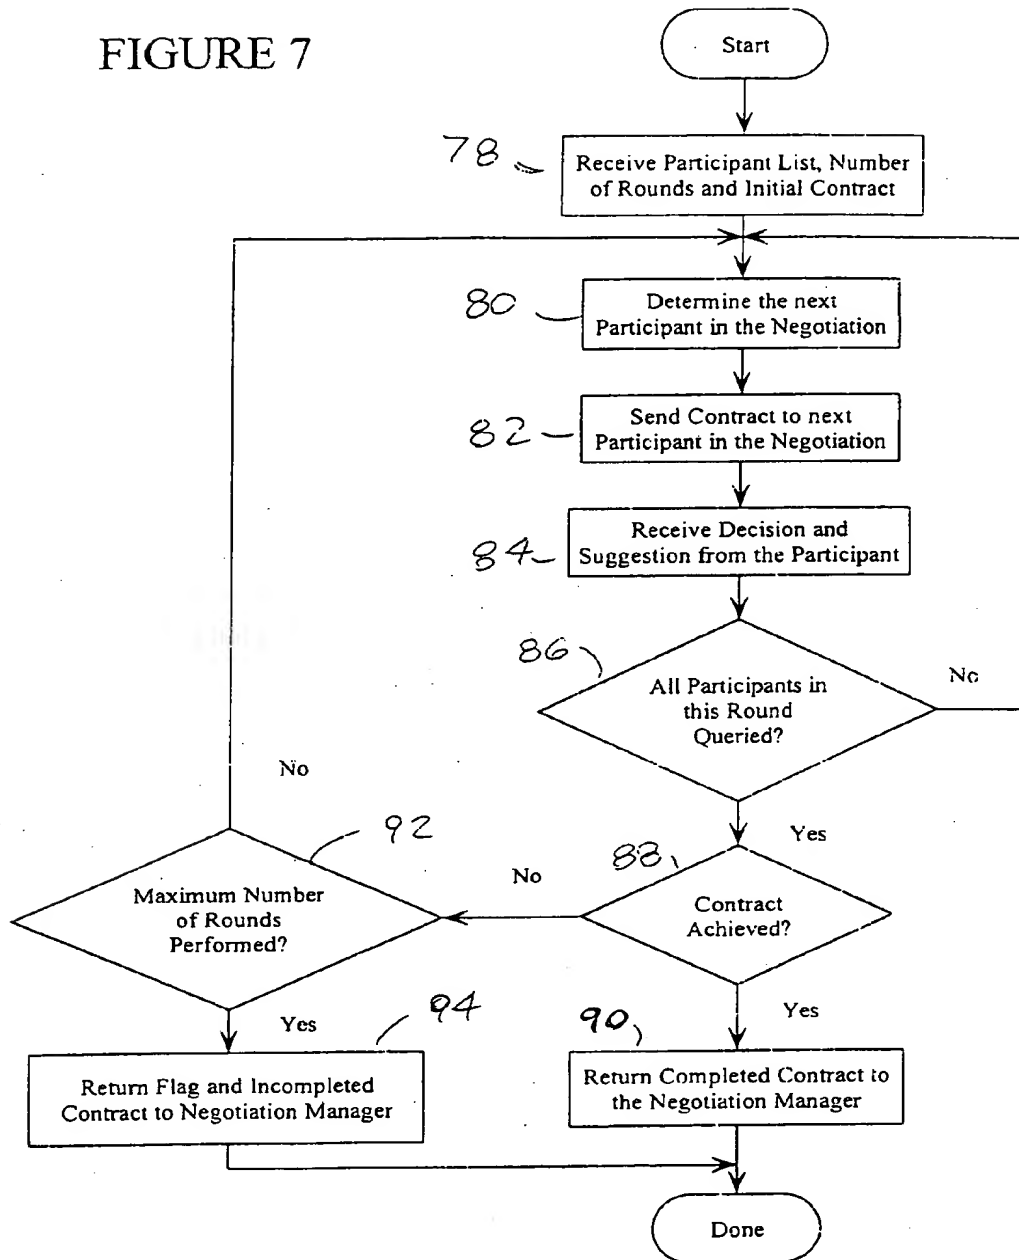 FIGURE 7
Start
78
Receive Participant List, Number
of Rounds and Initial Contract
80
Determine the next
Participant in the Negotiation
82
Send Contract to next
Participant in the Negotiation
84
Receive Decision and
Suggestion from the Participant
86
All Participants in
this Round
Queried?
No
No
Yes
92
88
Maximum Number
of Rounds
Performed?
No
Contract
Achieved?
Yes
94
90
Yes
Return Flag and Incompleted
Contract to Negotiation Manager
Return Completed Contract to
the Negotiation Manager
Done